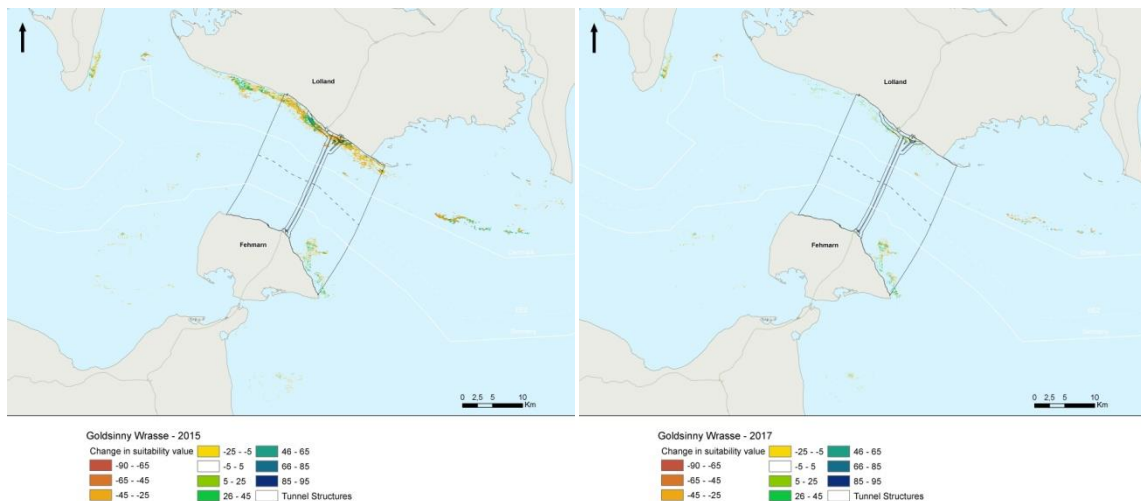 Lolland
Fehmarn
0 2,5 5 10
Km
Goldsinny Wrasse - 2015
Change in suitability value
-90 - -65
-65 - -45
-45 - -25
-25 - -5
-5 - 5
5 - 25
26 - 45
46 - 65
66 - 85
85 - 95
Tunnel Structures
Lolland
Fehmarn
0 2,5 5 10
Km
Goldsinny Wrasse - 2017
Change in suitability value
-90 - -65
-65 - -45
-45 - -25
-25 - -5
-5 - 5
5 - 25
26 - 45
46 - 65
66 - 85
85 - 95
Tunnel Structures